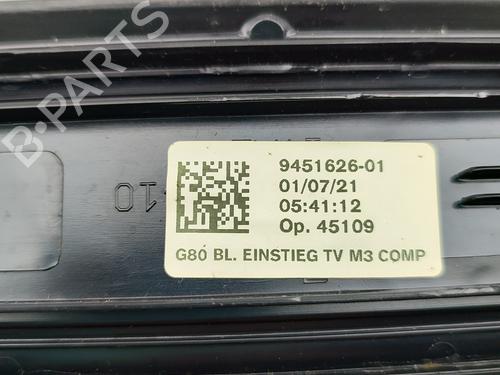 B-PARTS
9451626-01
01/07/21
05:41:12
Op. 45109
G80 BL. EINSTIEG TV M3 COMP